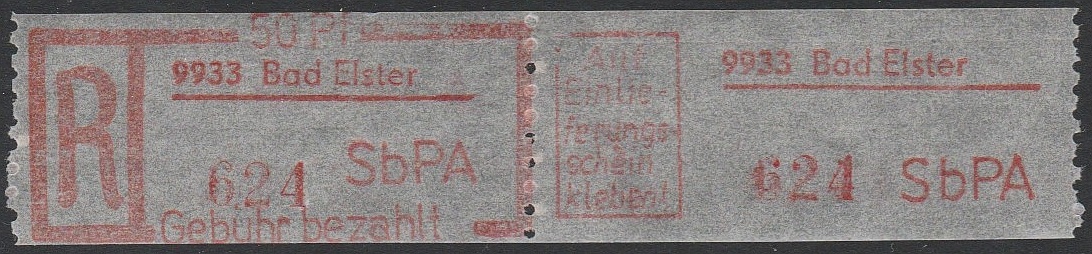 50 Pf
R
9933 Bad Elster
624 SbPA
Gebühr bezahlt
Auf
Einlie-
ferungs-
schein
kleben!
9933 Bad Elster
624 SbPA